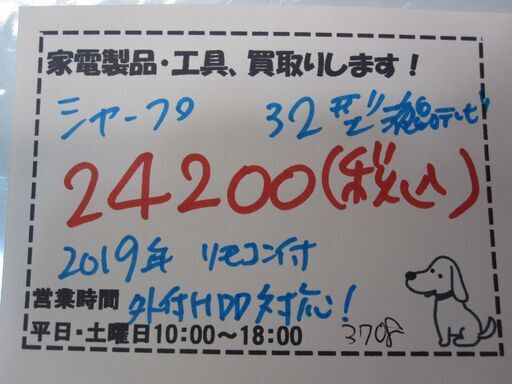 家電製品・工具、買取りします！
シャープ 32型液晶テレビ
24200(税込)
2019年 リモコン付
外付HDD対応！
営業時間
平日・土曜日10:00～18:00
3708